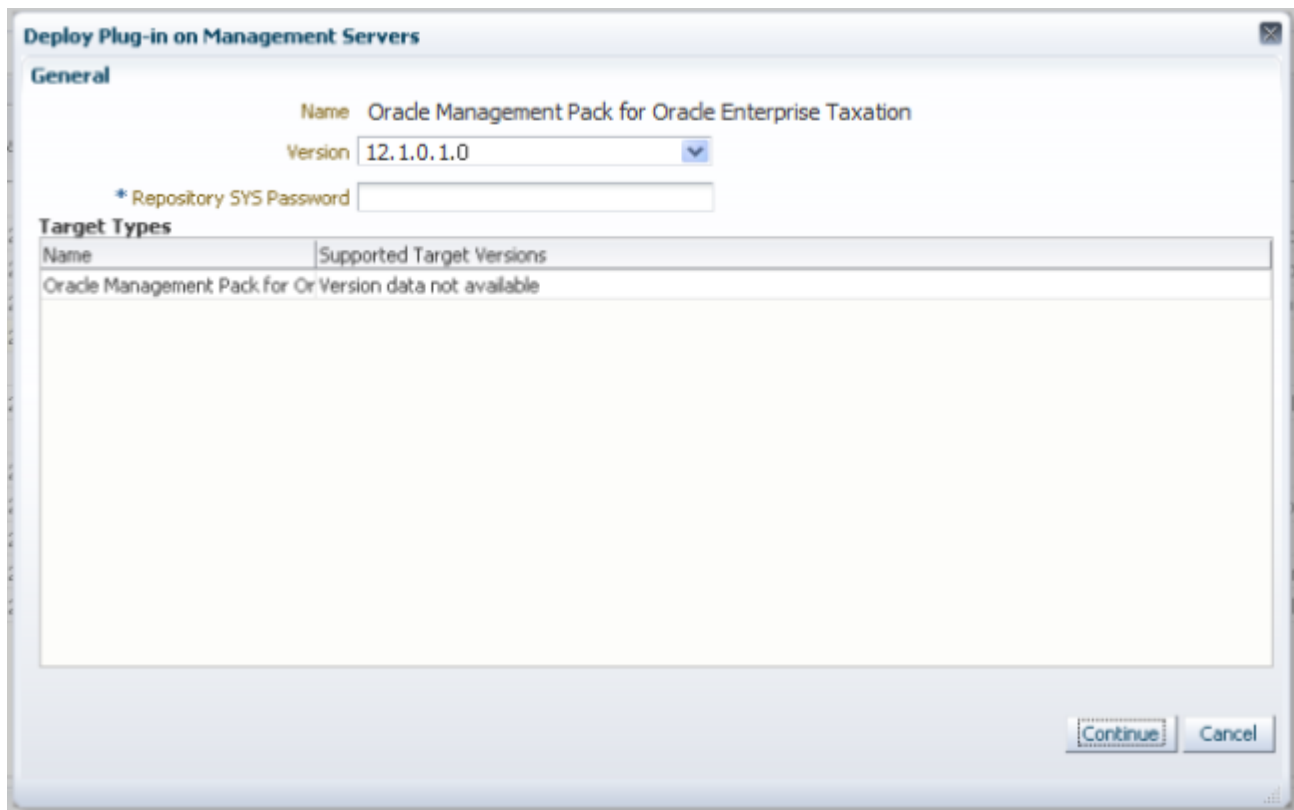 Deploy Plug-in on Management Servers
General
Name Oracle Management Pack for Oracle Enterprise Taxation
Version 12.1.0.1.0
* Repository SYS Password
Target Types
Name Supported Target Versions
Oracle Management Pack for Or Version data not available
Continue Cancel